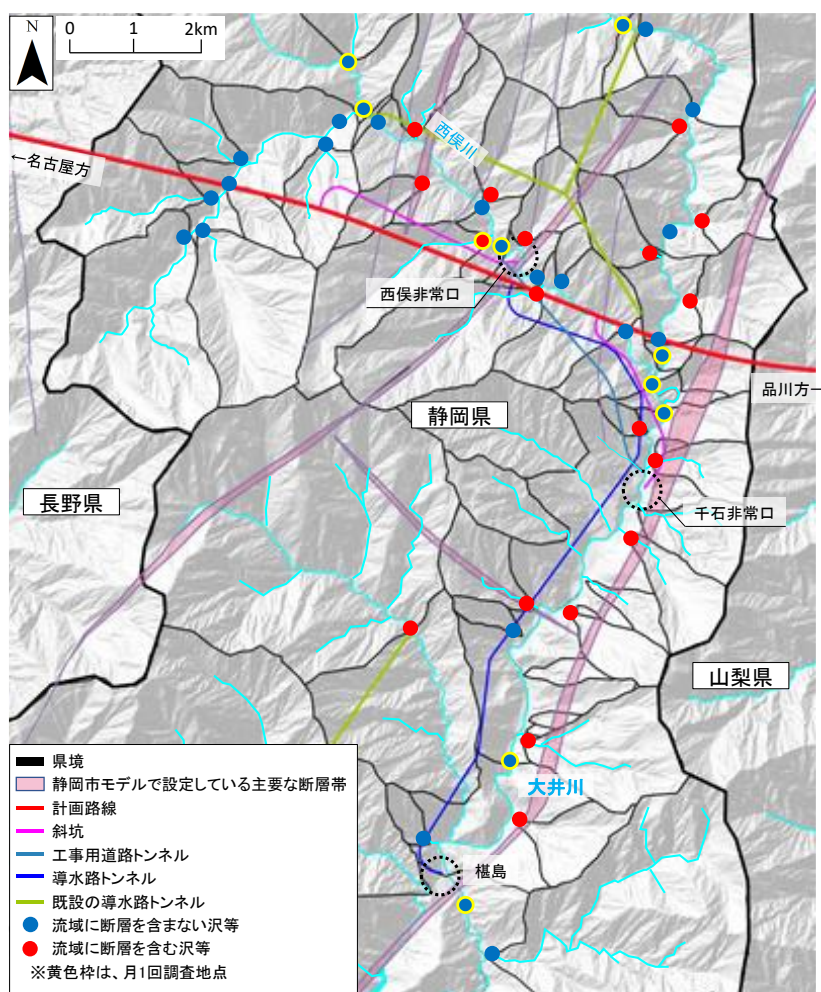 N
0 1 2km
←名古屋方
西俣川
西俣非常口
品川方
静岡県
長野県
千石非常口
山梨県
大井川
椹島
県境
静岡市モデルで設定している主要な断層帯
計画路線
斜坑
工事用道路トンネル
導水路トンネル
既設の導水路トンネル
流域に断層を含まない沢等
流域に断層を含む沢等
※黄色枠は、月1回調査地点